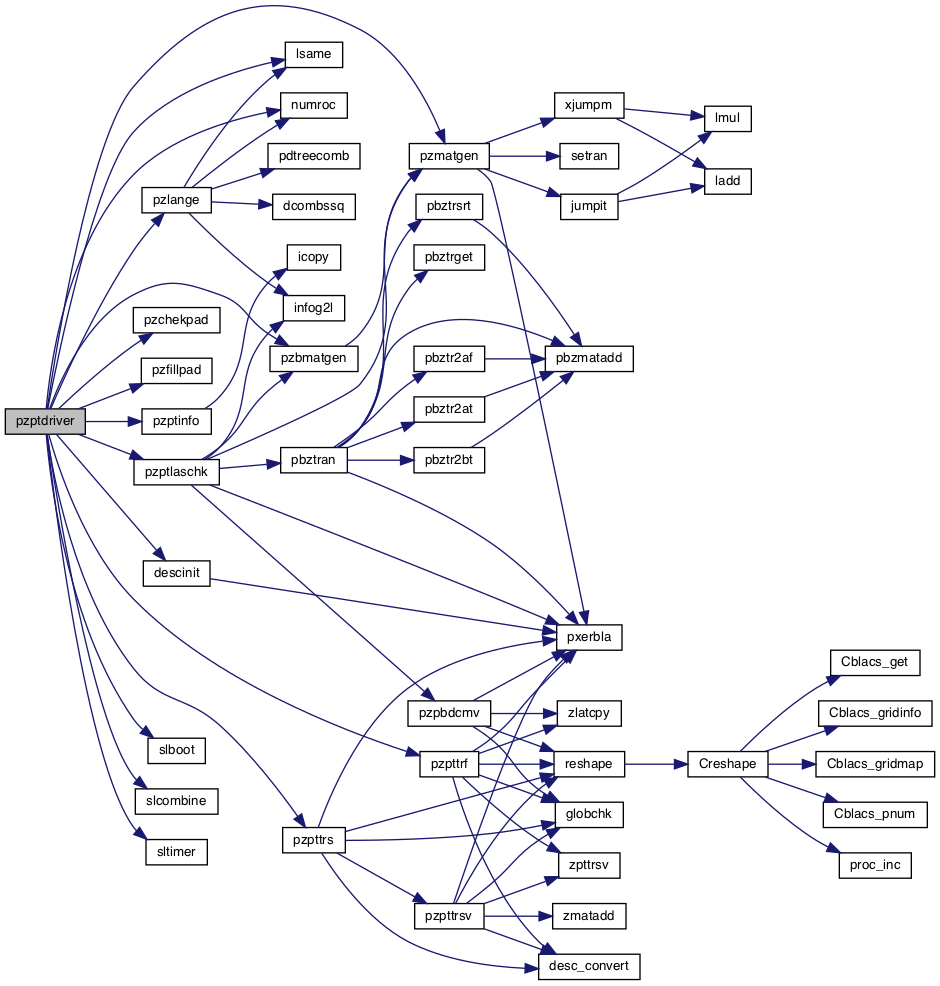 lsame
numroc
xjumpm
lmul
pdtreecomb
pzmatgen
setran
ladd
pzlange
dcombssq
pbztrsrt
jumpit
icopy
pbztrget
infog2l
pzchekpad
pzbmatgen
pbztr2af
pbzmatadd
pzfillpad
pbztr2at
pzptdriver
pzptinfo
pzptlaschk
pbztran
pbztr2bt
descinit
pxerbla
Cblacs_get
pzpbdcmv
zlatcpy
Cblacs_gridinfo
slboot
pzpttrf
reshape
Creshape
Cblacs_gridmap
slcombine
globchk
Cblacs_pnum
sltimer
pzpttrs
zpttrsv
proc_inc
pzpttrsv
zmatadd
desc_convert